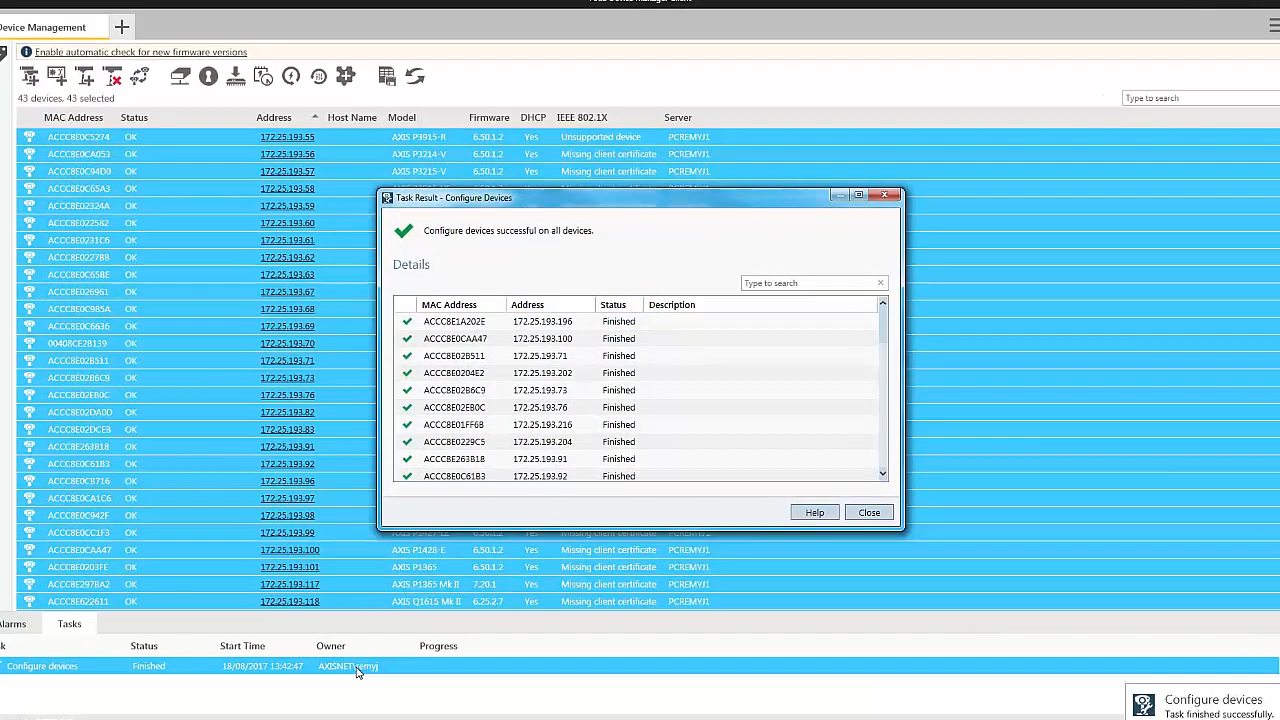 Device Management
Enable automatic check for new firmware versions
43 devices, 43 selected
Type to search
MAC Address Status Address Host Name Model Firmware DHCP IEEE 802.1X Server
ACCC8E0C5274 OK 172.25.193.55 AXIS P3915-R 6.50.1.2 Yes Unsupported device PCREMYJ1
ACCC8E0CA053 OK 172.25.193.56 AXIS P3214-V 6.50.1.2 Yes Missing client certificate PCREMYJ1
ACCC8E0C94D0 OK 172.25.193.57 AXIS P3215-V 6.50.1.2 Yes Missing client certificate PCREMYJ1
ACCC8E0C65A3 OK 172.25.193.58
ACCC8E02324A OK 172.25.193.59
ACCC8E022582 OK 172.25.193.60
ACCC8E0231C6 OK 172.25.193.61
ACCC8E0227BB OK 172.25.193.62
ACCC8E0C65BE OK 172.25.193.63
ACCC8E026961 OK 172.25.193.67
ACCC8E0C985A OK 172.25.193.68
ACCC8E0C6636 OK 172.25.193.69
00408CE2B139 OK 172.25.193.70
ACCC8E02B511 OK 172.25.193.71
ACCC8E02B6C9 OK 172.25.193.73
ACCC8E02EB0C OK 172.25.193.76
ACCC8E02DA0D OK 172.25.193.82
ACCC8E02DCEB OK 172.25.193.83
ACCC8E263B18 OK 172.25.193.91
ACCC8E0C61B3 OK 172.25.193.92
ACCC8E0CB716 OK 172.25.193.96
ACCC8E0CA1C6 OK 172.25.193.97
ACCC8E0C942F OK 172.25.193.98
ACCC8E0CC1F3 OK 172.25.193.99
ACCC8E0CAA47 OK 172.25.193.100 AXIS P1428-E 6.50.1.2 Yes Missing client certificate PCREMYJ1
ACCC8E0203FE OK 172.25.193.101 AXIS P1365 6.50.1.2 Yes Missing client certificate PCREMYJ1
ACCC8E297BA2 OK 172.25.193.117 AXIS P1365 Mk II 7.20.1 Yes Missing client certificate PCREMYJ1
ACCC8E622611 OK 172.25.193.118 AXIS Q1615 Mk II 6.25.2.7 Yes Missing client certificate PCREMYJ1
Task Result - Configure Devices
Configure devices successful on all devices.
Details
Type to search
MAC Address Address Status Description
ACCC8E1A202E 172.25.193.196 Finished
ACCC8E0CAA47 172.25.193.100 Finished
ACCC8E02B511 172.25.193.71 Finished
ACCC8E0204E2 172.25.193.202 Finished
ACCC8E02B6C9 172.25.193.73 Finished
ACCC8E02EB0C 172.25.193.76 Finished
ACCC8E01FF6B 172.25.193.216 Finished
ACCC8E0229C5 172.25.193.204 Finished
ACCC8E263B18 172.25.193.91 Finished
ACCC8E0C61B3 172.25.193.92 Finished
Help Close
Alarms Tasks
Status Start Time Owner Progress
Configure devices Finished 18/08/2017 13:42:47
Configure devices
Task finished successfully.